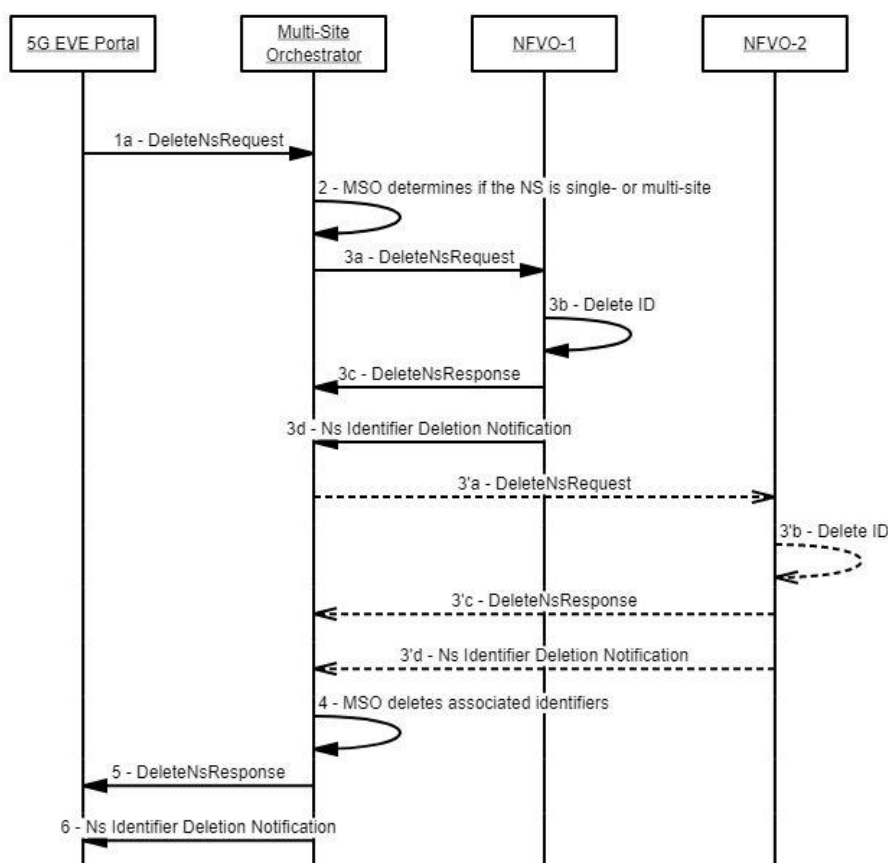 5G EVE Portal
Multi-Site
Orchestrator
NFVO-1
NFVO-2
1a - DeleteNsRequest
2 - MSO determines if the NS is single- or multi-site
3a - DeleteNsRequest
3b - Delete ID
3c - DeleteNsResponse
3d - Ns Identifier Deletion Notification
3'a - DeleteNsRequest
3'b - Delete ID
3'c - DeleteNsResponse
3'd - Ns Identifier Deletion Notification
4 - MSO deletes associated identifiers
5 - DeleteNsResponse
6 - Ns Identifier Deletion Notification